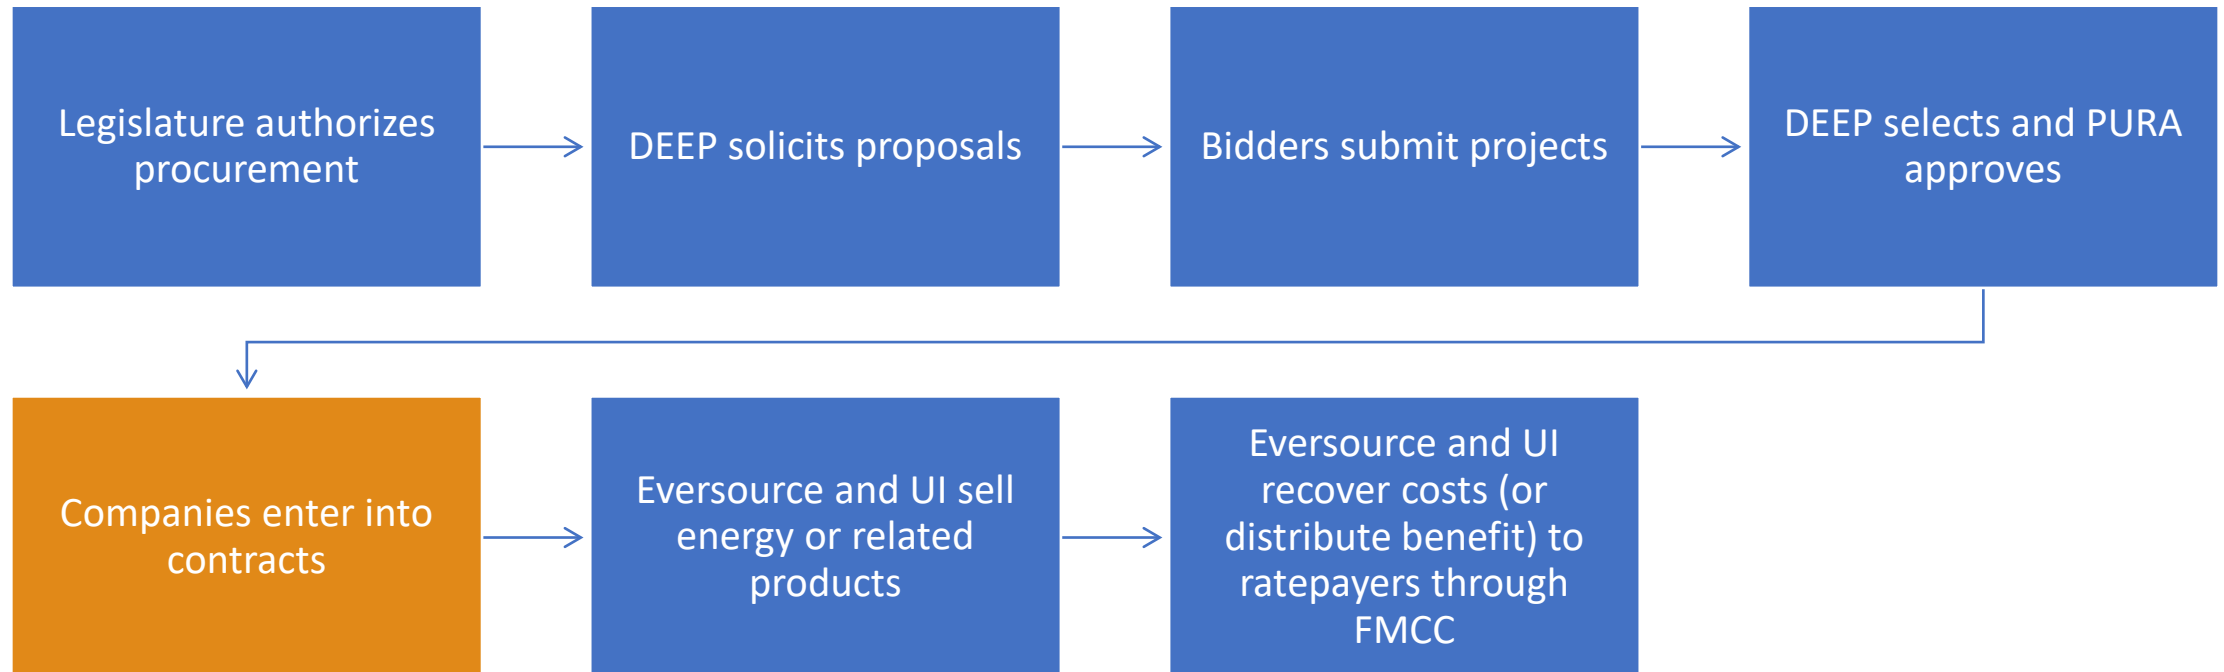 Legislature authorizes
procurement
DEEP solicits proposals
Bidders submit projects
DEEP selects and PURA
approves
Companies enter into
contracts
Eversource and UI sell
energy or related
products
Eversource and UI
recover costs (or
distribute benefit) to
ratepayers through
FMCC